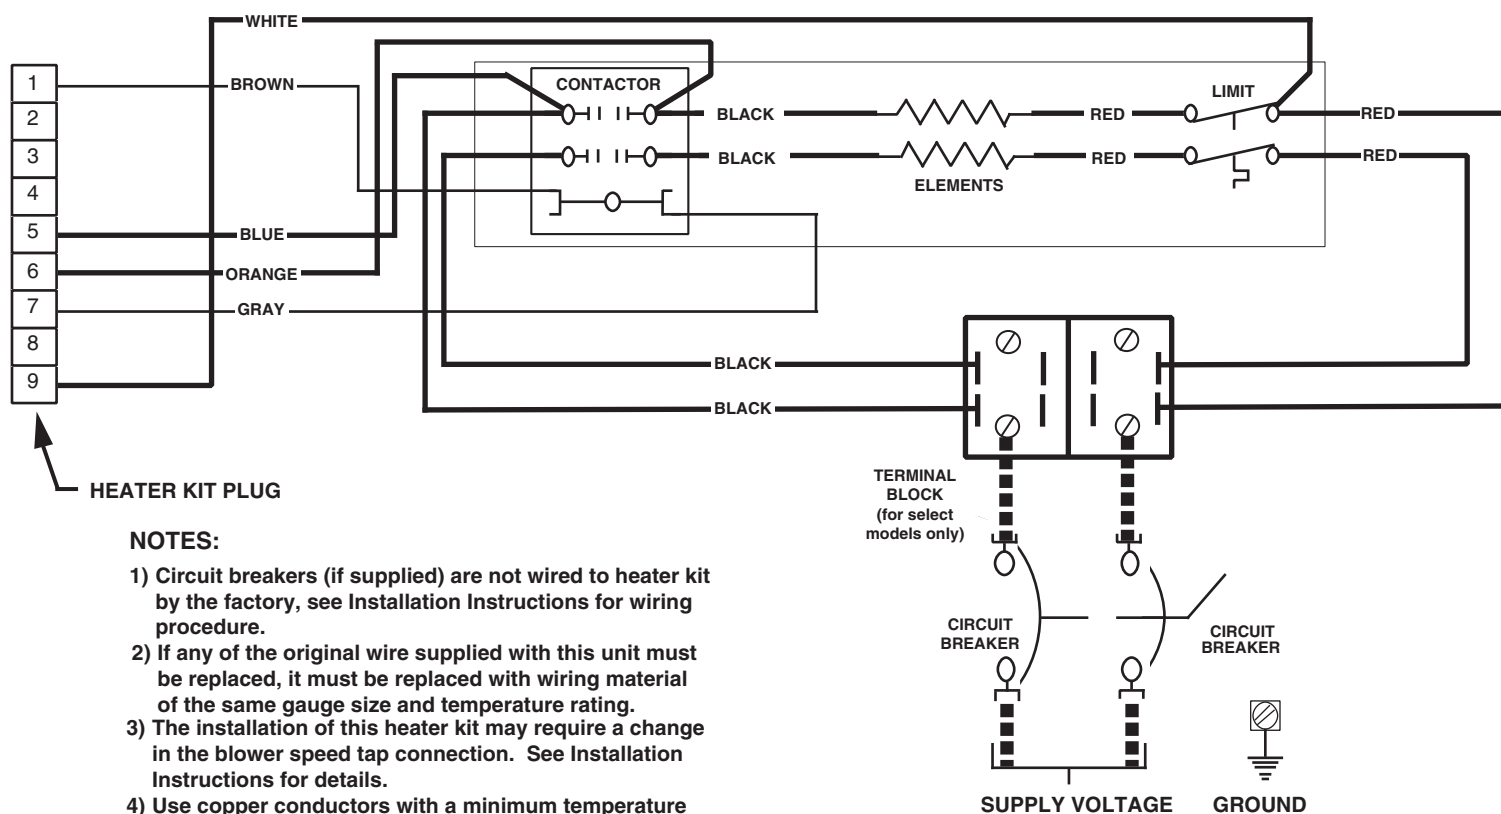 WHITE
BROWN
1
2
3
4
5
6
7
8
9
CONTACTOR
LIMIT
BLACK
RED
RED
BLACK
RED
RED
ELEMENTS
BLUE
ORANGE
GRAY
BLACK
BLACK
HEATER KIT PLUG
TERMINAL
BLOCK
(for select
models only)
NOTES:
1) Circuit breakers (if supplied) are not wired to heater kit
by the factory, see Installation Instructions for wiring
procedure.
2) If any of the original wire supplied with this unit must
be replaced, it must be replaced with wiring material
of the same gauge size and temperature rating.
3) The installation of this heater kit may require a change
in the blower speed tap connection. See Installation
Instructions for details.
4) Use copper conductors with a minimum temperature
CIRCUIT
BREAKER
CIRCUIT
BREAKER
SUPPLY VOLTAGE
GROUND